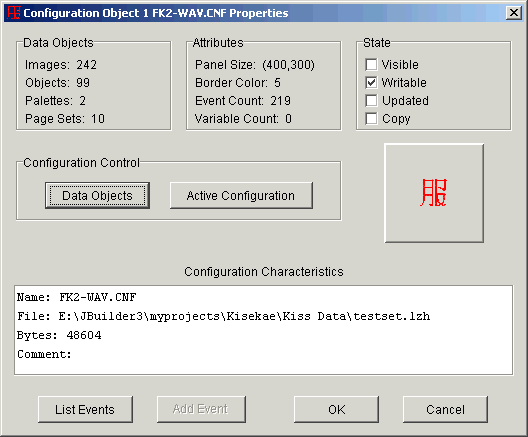 Configuration Object 1 FK2-WAV.CNF Properties
Data Objects
Images: 242
Objects: 99
Palettes: 2
Page Sets: 10
Attributes
Panel Size: (400,300)
Border Color: 5
Event Count: 219
Variable Count: 0
State
Visible
Writable
Updated
Copy
Configuration Control
Data Objects
Active Configuration
服
Configuration Characteristics
Name: FK2-WAV.CNF
File: E:\JBuilder3\myprojects\Kisekae\Kiss Data\testset.lzh
Bytes: 48604
Comment:
List Events
Add Event
OK
Cancel